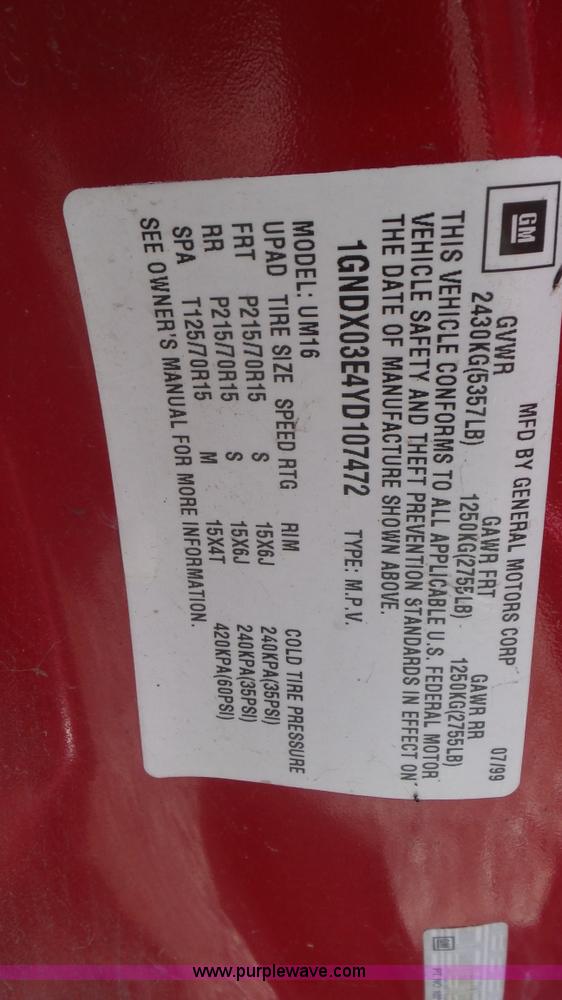 GM
MFD BY GENERAL MOTORS CORP 07/99
GVWR GAWR FRT GAWR RR
2430KG(5357LB) 1250KG(2755LB) 1250KG(2755LB)
THIS VEHICLE CONFORMS TO ALL APPLICABLE U.S. FEDERAL MOTOR
VEHICLE SAFETY AND THEFT PREVENTION STANDARDS IN EFFECT ON
THE DATE OF MANUFACTURE SHOWN ABOVE.
1GNDX03E4YD107472 TYPE: M.P.V.
MODEL: UM16
UPAD TIRE SIZE SPEED RTG RIM COLD TIRE PRESSURE
FRT P215/70R15 S 15X6J 240KPA(35PSI)
RR P215/70R15 S 15X6J 240KPA(35PSI)
SPA T125/70R15 M 15X4T 420KPA(60PSI)
SEE OWNER'S MANUAL FOR MORE INFORMATION.
GM
www.purplewave.com